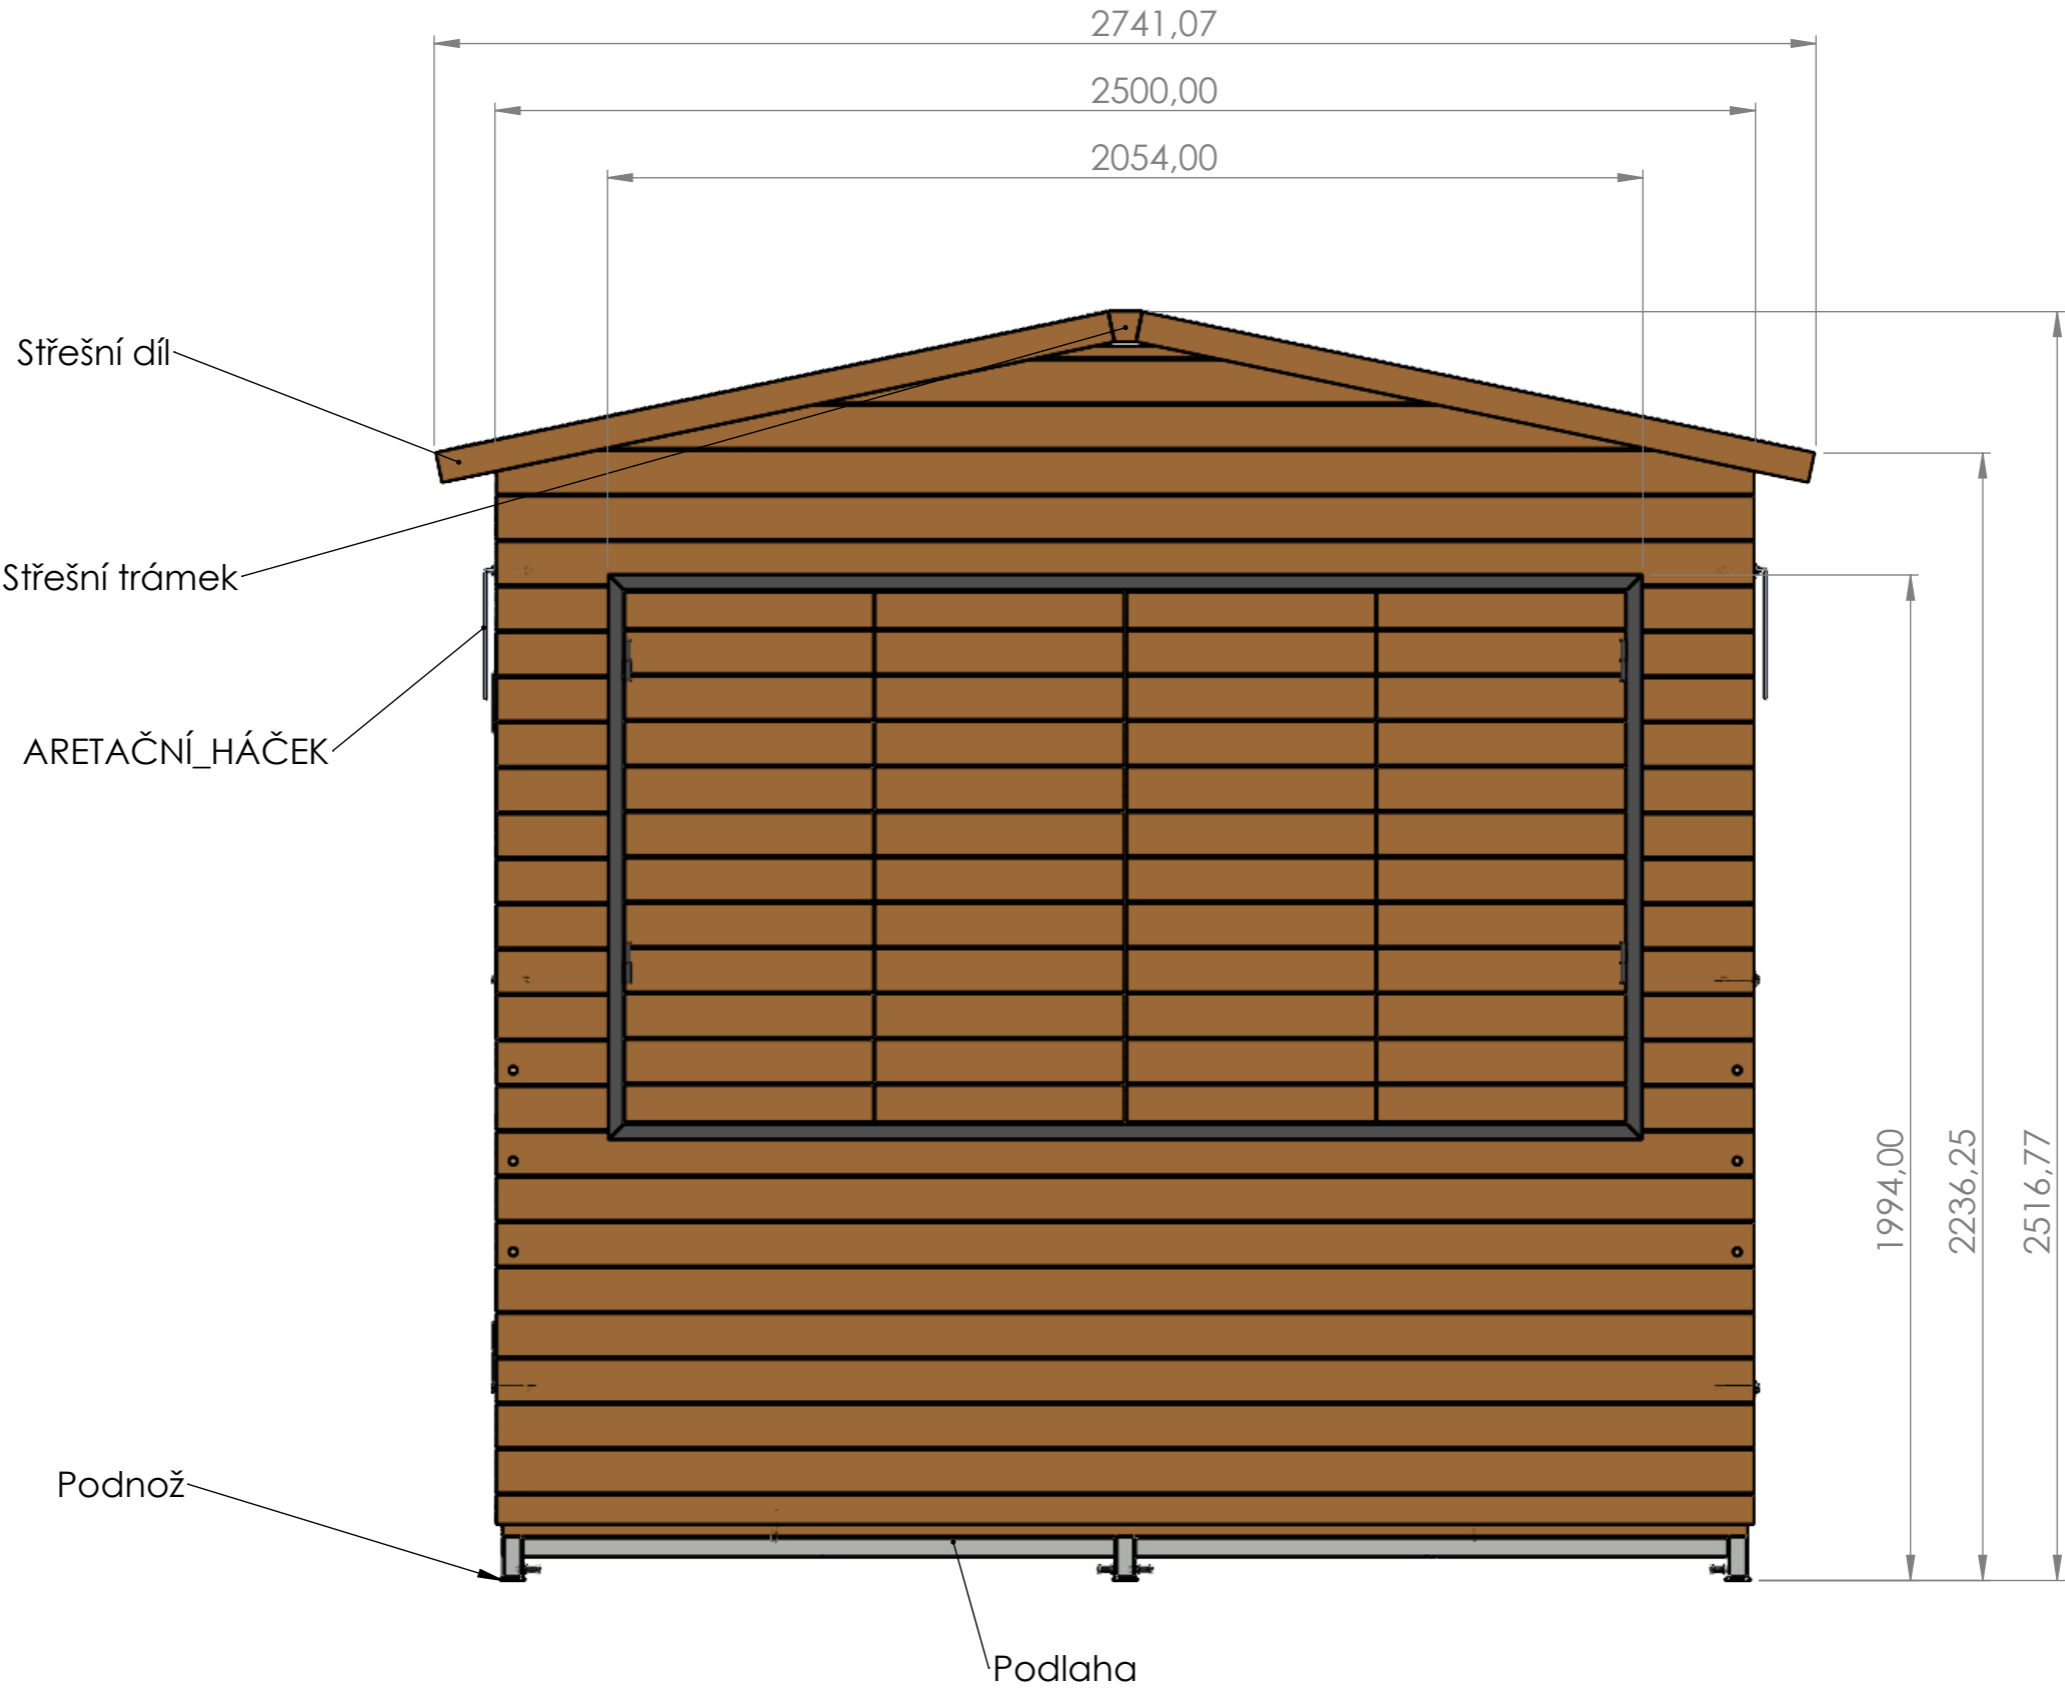 2741,07
2500,00
2054,00
Střešní díl
Střešní trámek
ARETAČNÍ_HÁČEK
1994,00
2236,25
2516,77
Podnož
Podlaha